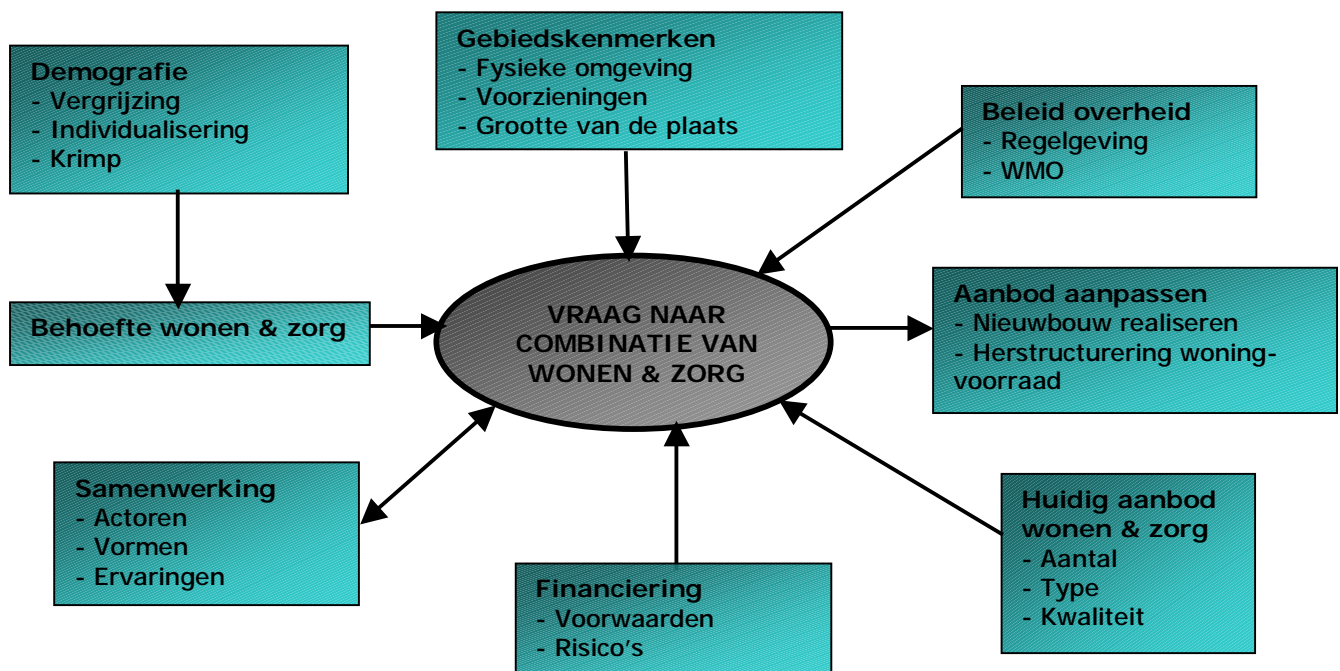 Demografie
- Vergrijzing
- Individualisering
- Krimp
Gebiedskenmerken
- Fysieke omgeving
- Voorzieningen
- Grootte van de plaats
Beleid overheid
- Regelgeving
- WMO
Behoefte wonen & zorg
VRAAG NAAR
COMBINATIE VAN
WONEN & ZORG
Aanbod aanpassen
- Nieuwbouw realiseren
- Herstructurering woning-
voorraad
Samenwerking
- Actoren
- Vormen
- Ervaringen
Financiering
- Voorwaarden
- Risico's
Huidig aanbod
wonen & zorg
- Aantal
- Type
- Kwaliteit